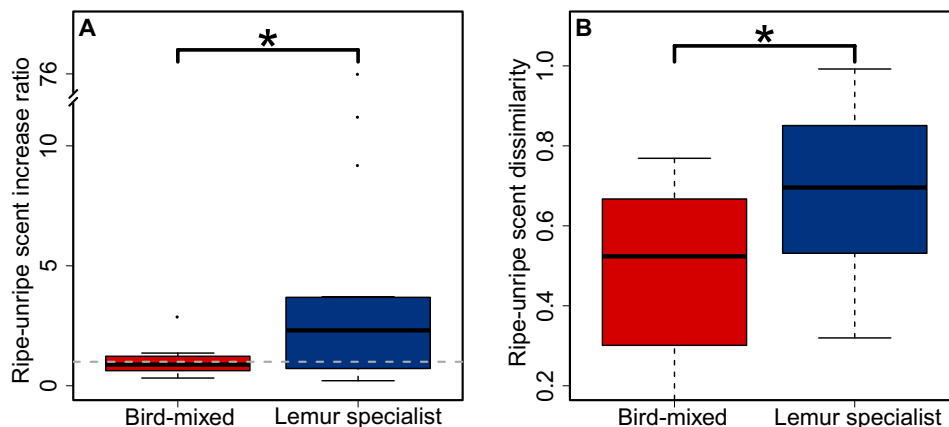 A
*
Ripe-unripe scent increase ratio
76
10
5
0
Bird-mixed
Lemur specialist
B
*
Ripe-unripe scent dissimilarity
1.0
0.8
0.6
0.4
0.2
Bird-mixed
Lemur specialist